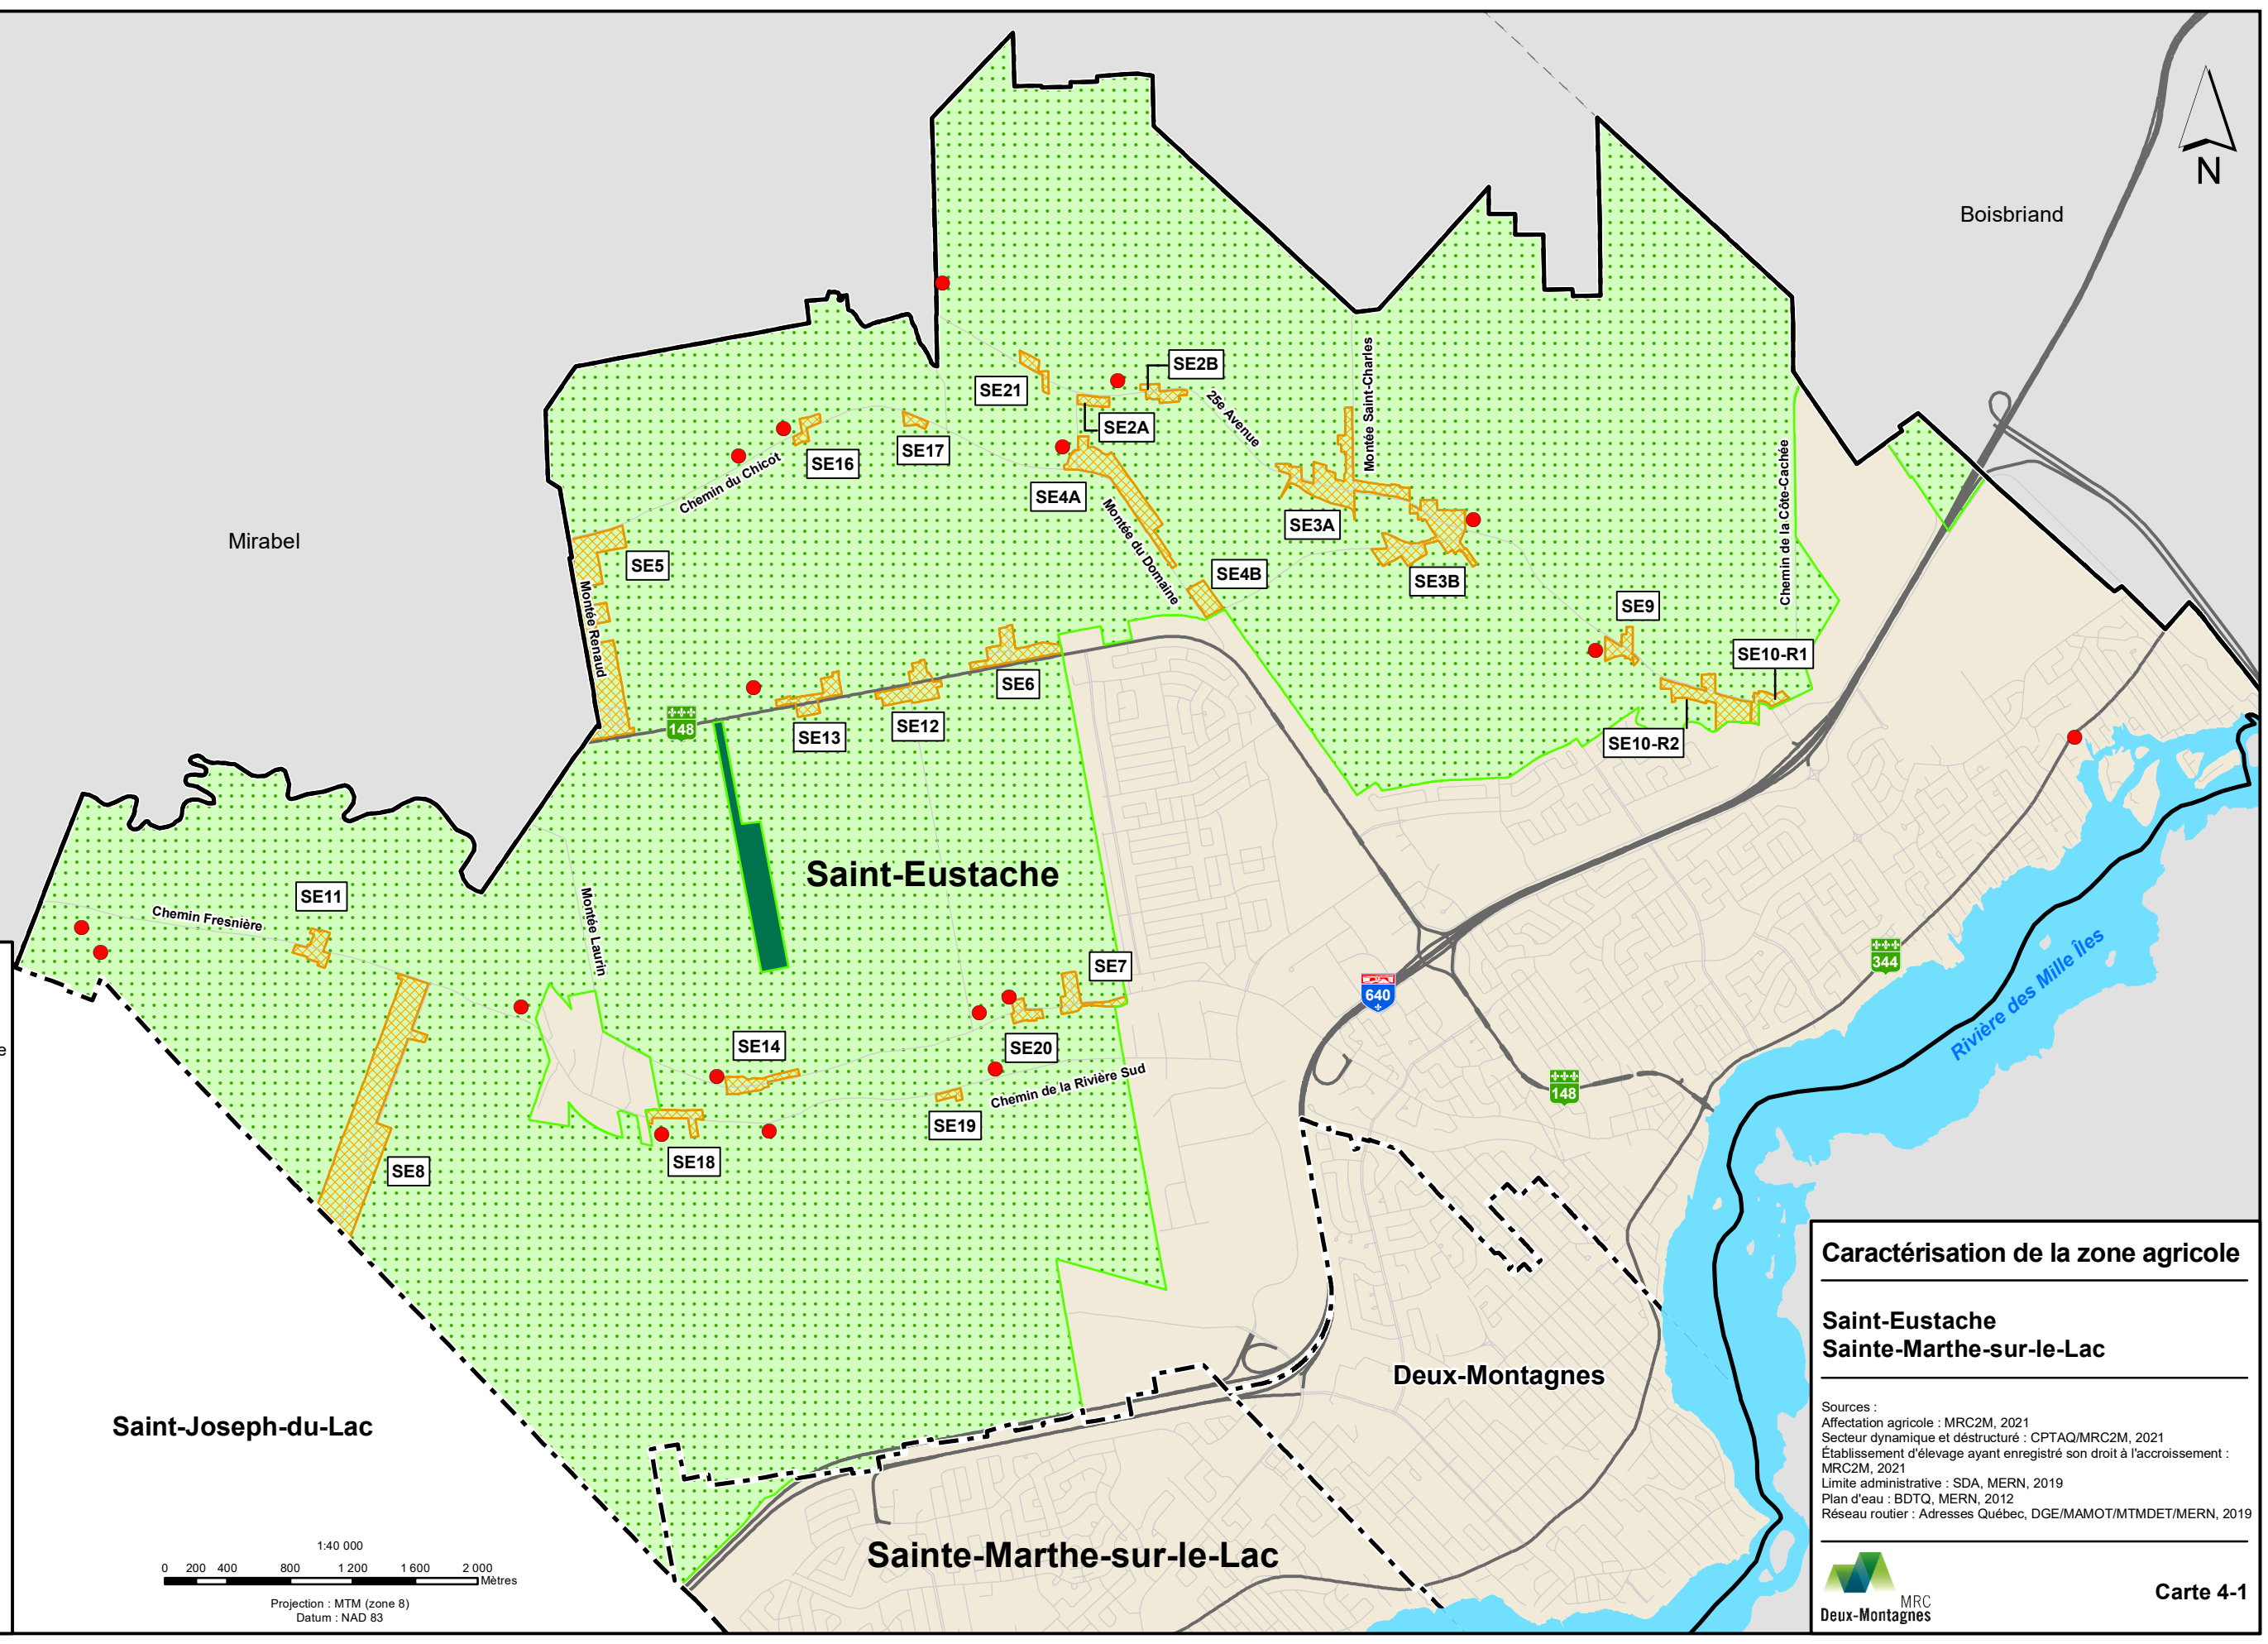 N
Boisbriand
Mirabel
SE2B
SE21
SE2A
25e Avenue
Montée Saint-Charles
SE16
SE17
Chemin du Chicot
SE4A
SE3A
Montée du Domaine
Chemin de la Côte-Cachée
SE5
SE4B
SE3B
Montée Renaud
SE9
SE10-R1
SE6
148
SE13
SE12
SE10-R2
Saint-Eustache
SE11
Chemin Fresnière
Montée Laurin
SE7
640
344
Rivière des Mille Îles
SE14
SE20
e
Chemin de la Rivière Sud
148
SE19
SE18
SE8
Deux-Montagnes
Saint-Joseph-du-Lac
Sainte-Marthe-sur-le-Lac
1:40 000
0 200 400 800 1 200 1 600 2 000
Mètres
Projection : MTM (zone 8)
Datum : NAD 83
Caractérisation de la zone agricole
Saint-Eustache
Sainte-Marthe-sur-le-Lac
Sources :
Affectation agricole : MRC2M, 2021
Secteur dynamique et déstructuré : CPTAQ/MRC2M, 2021
Établissement d'élevage ayant enregistré son droit à l'accroissement :
MRC2M, 2021
Limite administrative : SDA, MERN, 2019
Plan d'eau : BDTQ, MERN, 2012
Réseau routier : Adresses Québec, DGE/MAMOT/MTMDET/MERN, 2019
MRC
Deux-Montagnes
Carte 4-1